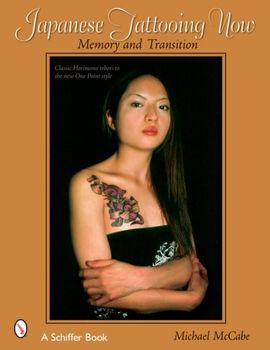 Japanese Tattooing Now
Memory and Transition
Classic Horimono tebori to
the new One Point style
A Schiffer Book
Michael McCabe